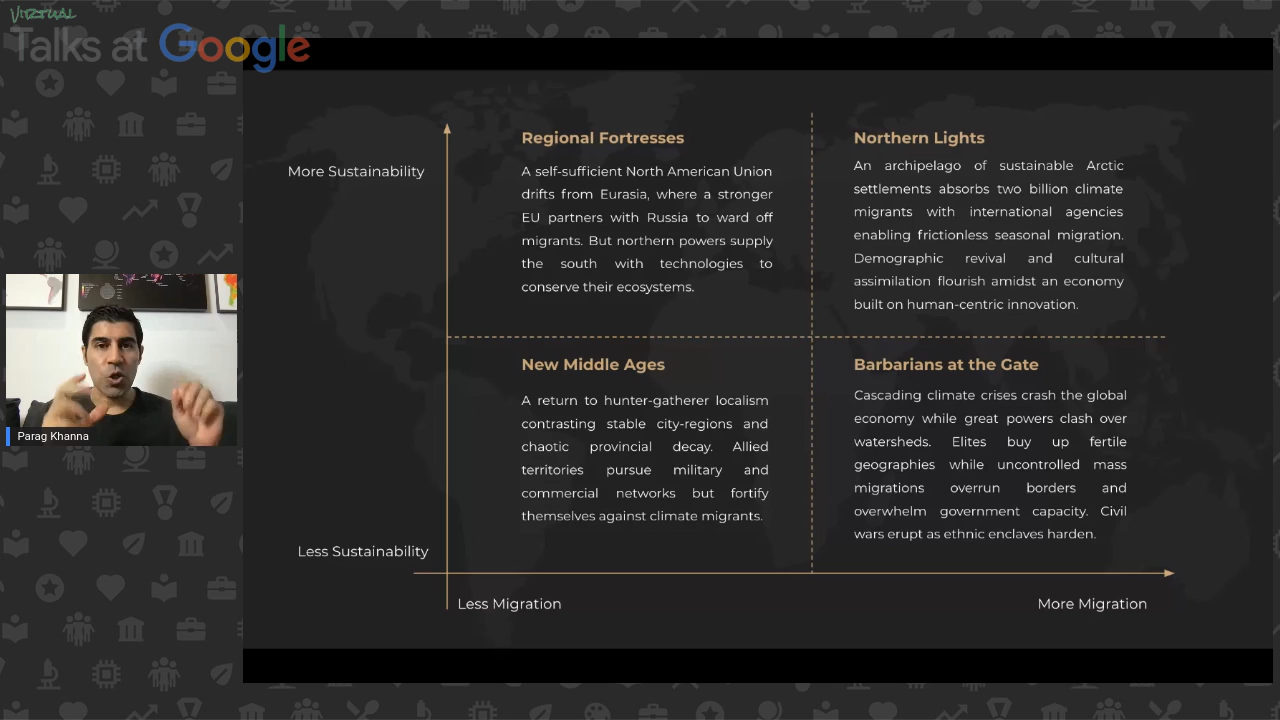 VIRTUAL
Talks at Google
More Sustainability
Regional Fortresses
A self-sufficient North American Union
drifts from Eurasia, where a stronger
EU partners with Russia to ward off
migrants. But northern powers supply
the south with technologies to
conserve their ecosystems.
Northern Lights
An archipelago of sustainable Arctic
settlements absorbs two billion climate
migrants with international agencies
enabling frictionless seasonal migration.
Demographic revival and cultural
assimilation flourish amidst an economy
built on human-centric innovation.
New Middle Ages
A return to hunter-gatherer localism
contrasting stable city-regions and
chaotic provincial decay. Allied
territories pursue military and
commercial networks but fortify
themselves against climate migrants.
Barbarians at the Gate
Cascading climate crises crash the global
economy while great powers clash over
watersheds. Elites buy up fertile
geographies while uncontrolled mass
migrations overrun borders and
overwhelm government capacity. Civil
wars erupt as ethnic enclaves harden.
Less Sustainability
Less Migration
More Migration
Parag Khanna